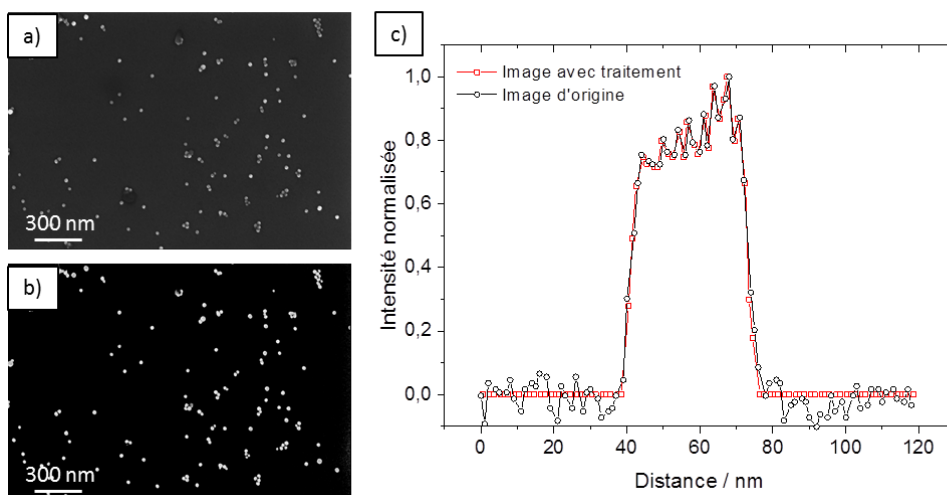 a)
300 nm
b)
300 nm
c)
Image avec traitement
Image d'origine
Intensité normalisée
1,0
0,8
0,6
0,4
0,2
0,0
0 20 40 60 80 100 120
Distance / nm